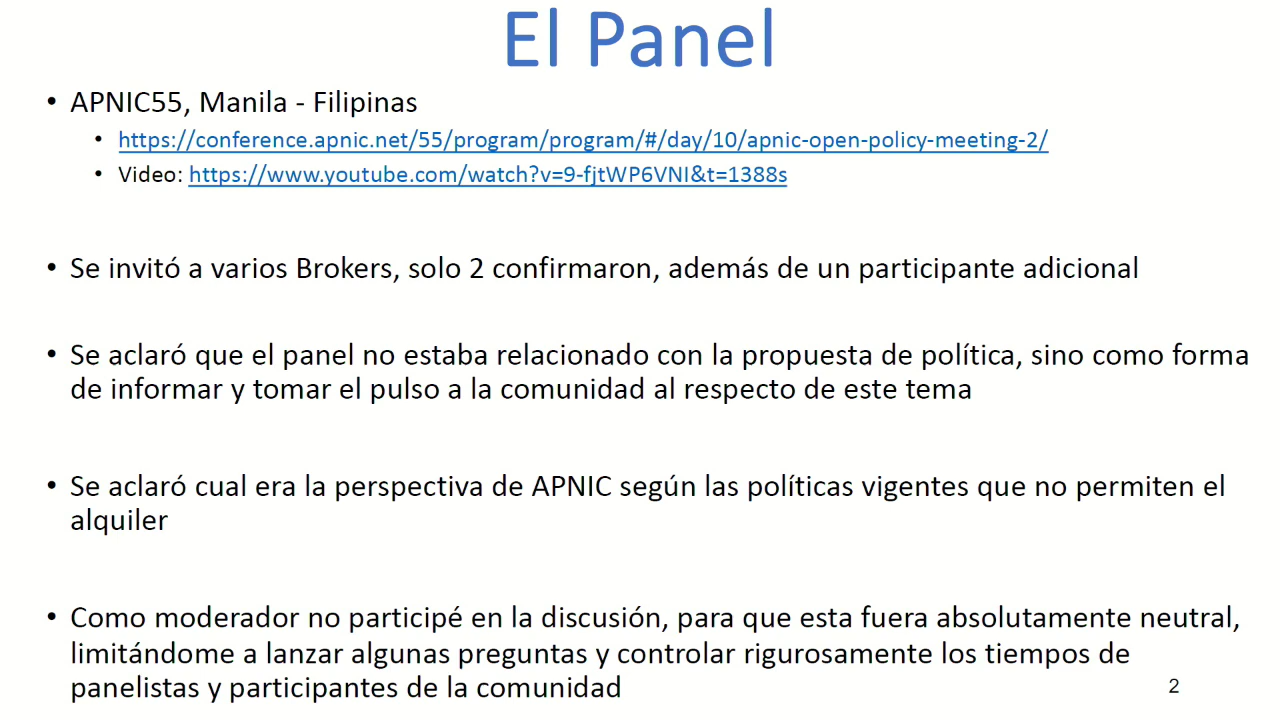 El Panel
• APNIC55, Manila - Filipinas
• https://conference.apnic.net/55/program/program/#/day/10/apnic-open-policy-meeting-2/
• Video: https://www.youtube.com/watch?v=9-fjtWP6VNI&t=1388s
• Se invitó a varios Brokers, solo 2 confirmaron, además de un participante adicional
• Se aclaró que el panel no estaba relacionado con la propuesta de política, sino como forma
de informar y tomar el pulso a la comunidad al respecto de este tema
• Se aclaró cual era la perspectiva de APNIC según las políticas vigentes que no permiten el
alquiler
• Como moderador no participé en la discusión, para que esta fuera absolutamente neutral,
limitándome a lanzar algunas preguntas y controlar rigurosamente los tiempos de
panelistas y participantes de la comunidad
2